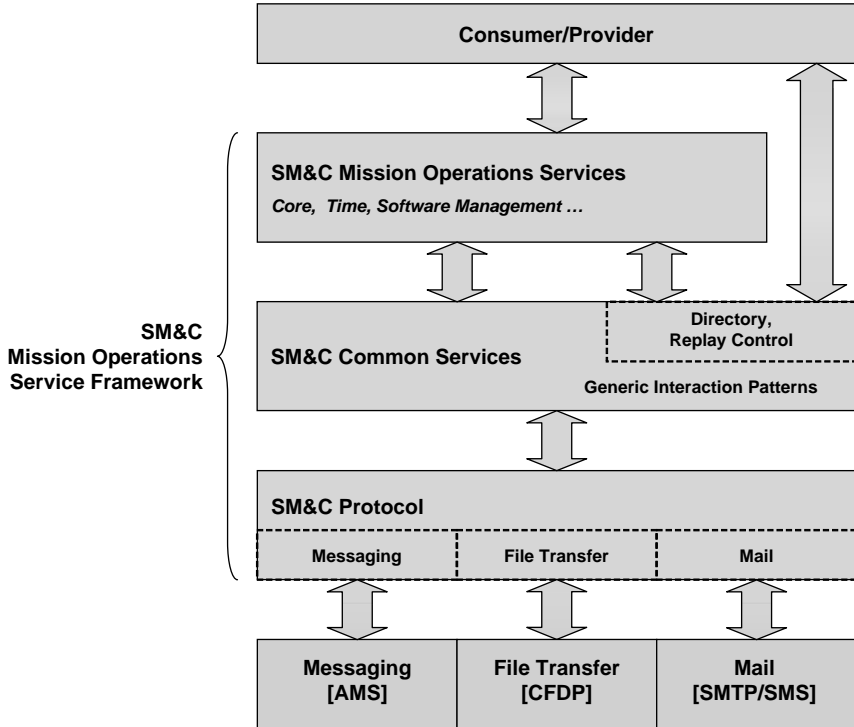 Consumer/Provider
SM&C Mission Operations Services
Core, Time, Software Management …
SM&C
Mission Operations
Service Framework
Directory,
Replay Control
SM&C Common Services
Generic Interaction Patterns
SM&C Protocol
Messaging
File Transfer
Mail
Messaging
[AMS]
File Transfer
[CFDP]
Mail
[SMTP/SMS]